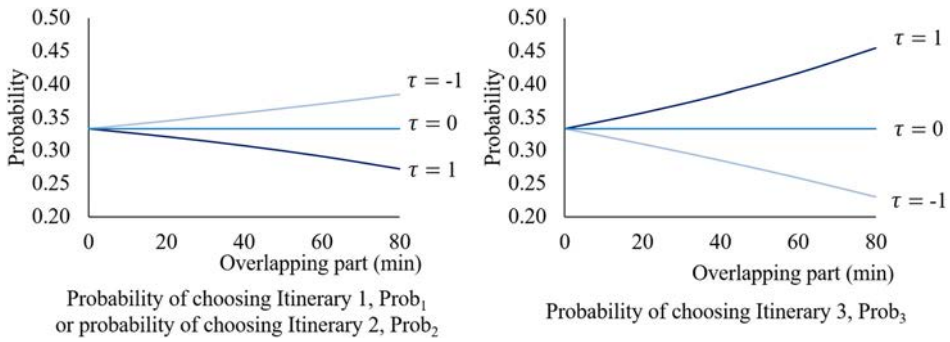 0.50
0.45
0.40
0.35
0.30
0.25
0.20
Probability
τ = -1
τ = 0
τ = 1
0 20 40 60 80
Overlapping part (min)
Probability of choosing Itinerary 1, Prob₁
or probability of choosing Itinerary 2, Prob₂
0.50
0.45
0.40
0.35
0.30
0.25
0.20
Probability
τ = 1
τ = 0
τ = -1
0 20 40 60 80
Overlapping part (min)
Probability of choosing Itinerary 3, Prob₃